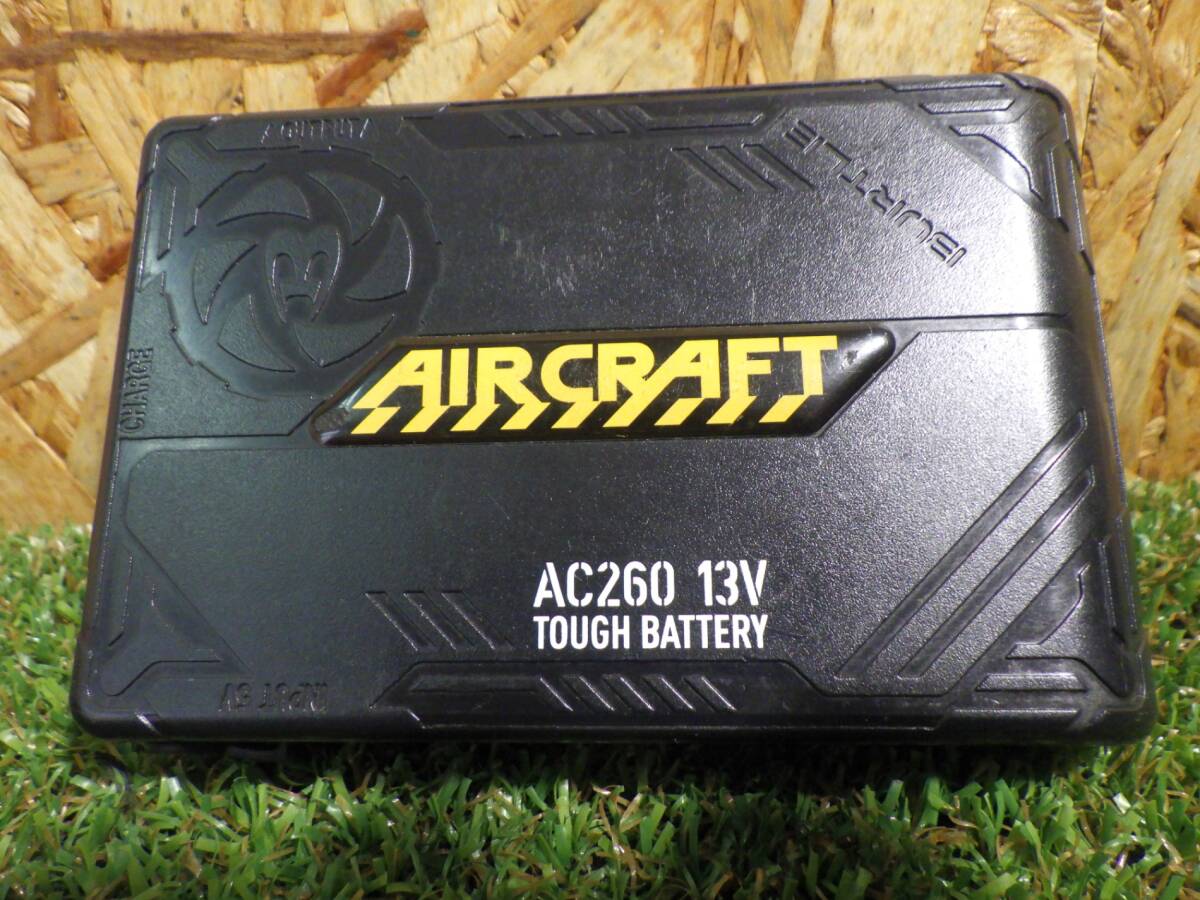 OUTPUT
BURTLE
CHARGE
AIRCRAFT
AC260 13V
TOUGH BATTERY
INPUT 5V